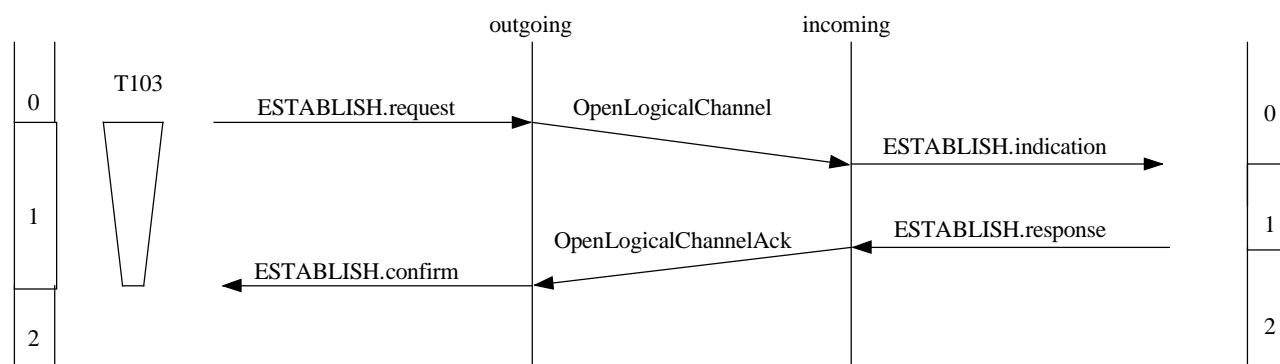 outgoing
incoming
T103
0
ESTABLISH.request
OpenLogicalChannel
0
ESTABLISH.indication
1
OpenLogicalChannelAck
ESTABLISH.response
1
ESTABLISH.confirm
2
2